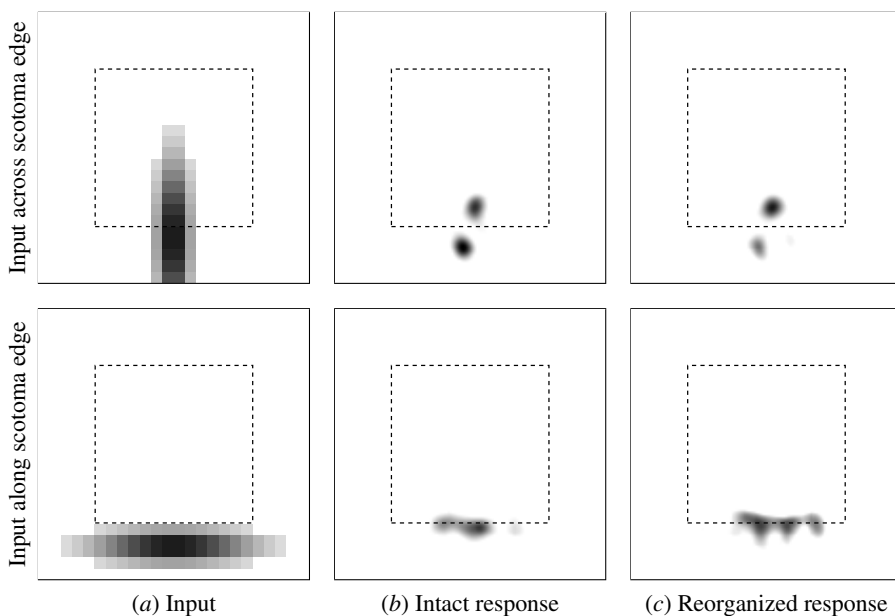 Input across scotoma edge
Input along scotoma edge
(a) Input
(b) Intact response
(c) Reorganized response